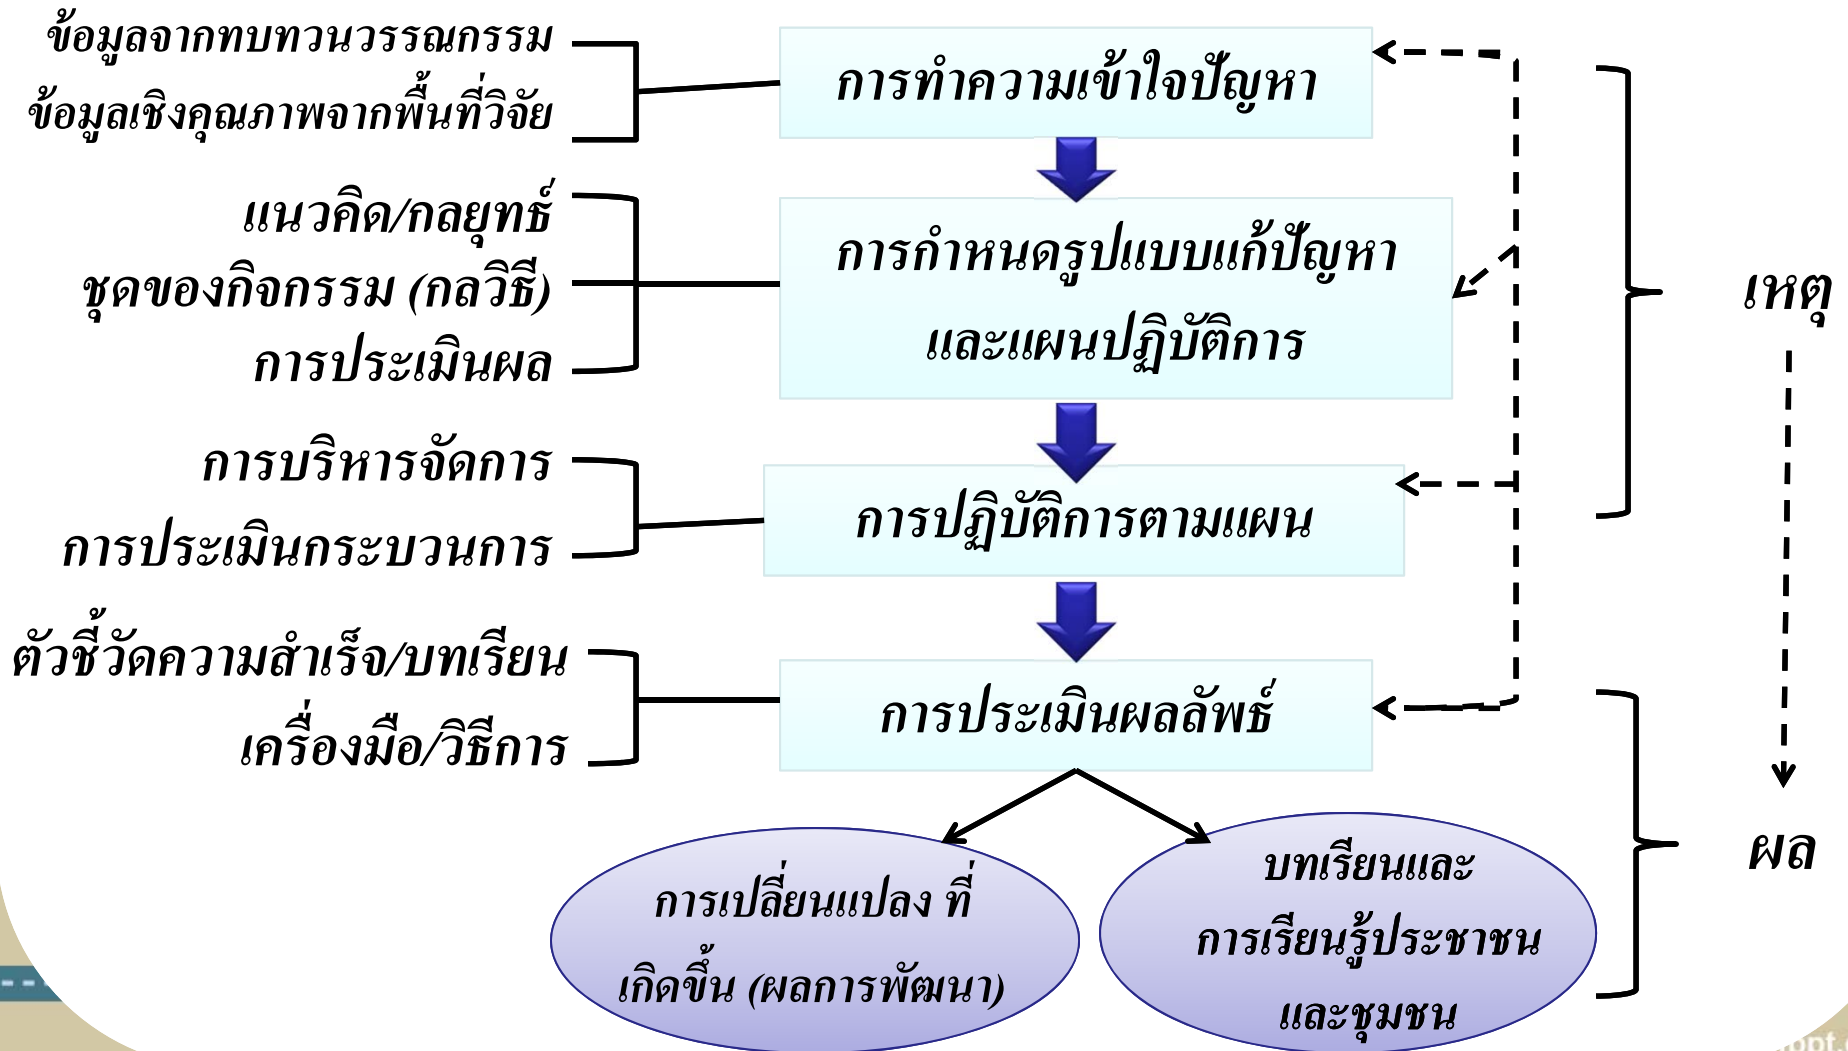 ข้อมูลจากทบทวนวรรณกรรม
ข้อมูลเชิงคุณภาพจากพื้นที่วิจัย
การทำความเข้าใจปัญหา
แนวคิด/กลยุทธ์
ชุดของกิจกรรม (กลวิธี)
การประเมินผล
การกำหนดรูปแบบแก้ปัญหา
และแผนปฏิบัติการ
เหตุ
การบริหารจัดการ
การประเมินกระบวนการ
การปฏิบัติการตามแผน
ตัวชี้วัดความสำเร็จ/บทเรียน
เครื่องมือ/วิธีการ
การประเมินผลลัพธ์
ผล
การเปลี่ยนแปลง ที่
เกิดขึ้น (ผลการพัฒนา)
บทเรียนและ
การเรียนรู้ประชาชน
และชุมชน